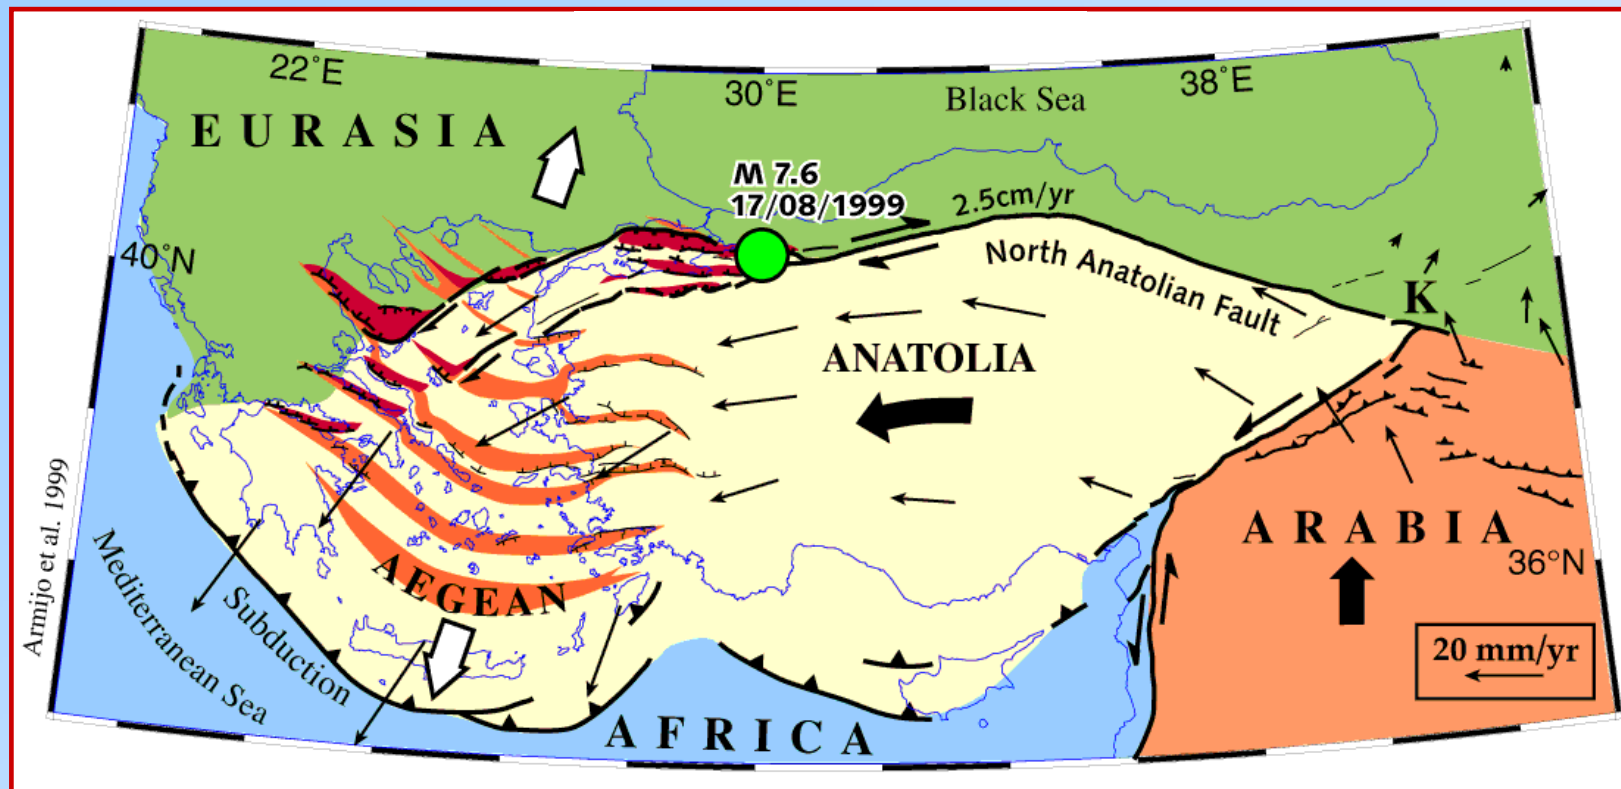 22°E
30°E
38°E
Black Sea
EURASIA
M 7.6
17/08/1999
2.5cm/yr
40°N
North Anatolian Fault
K
ANATOLIA
ARABIA
36°N
AEGEAN
Mediterranean Sea
Subduction
AFRICA
20 mm/yr
Armijo et al. 1999